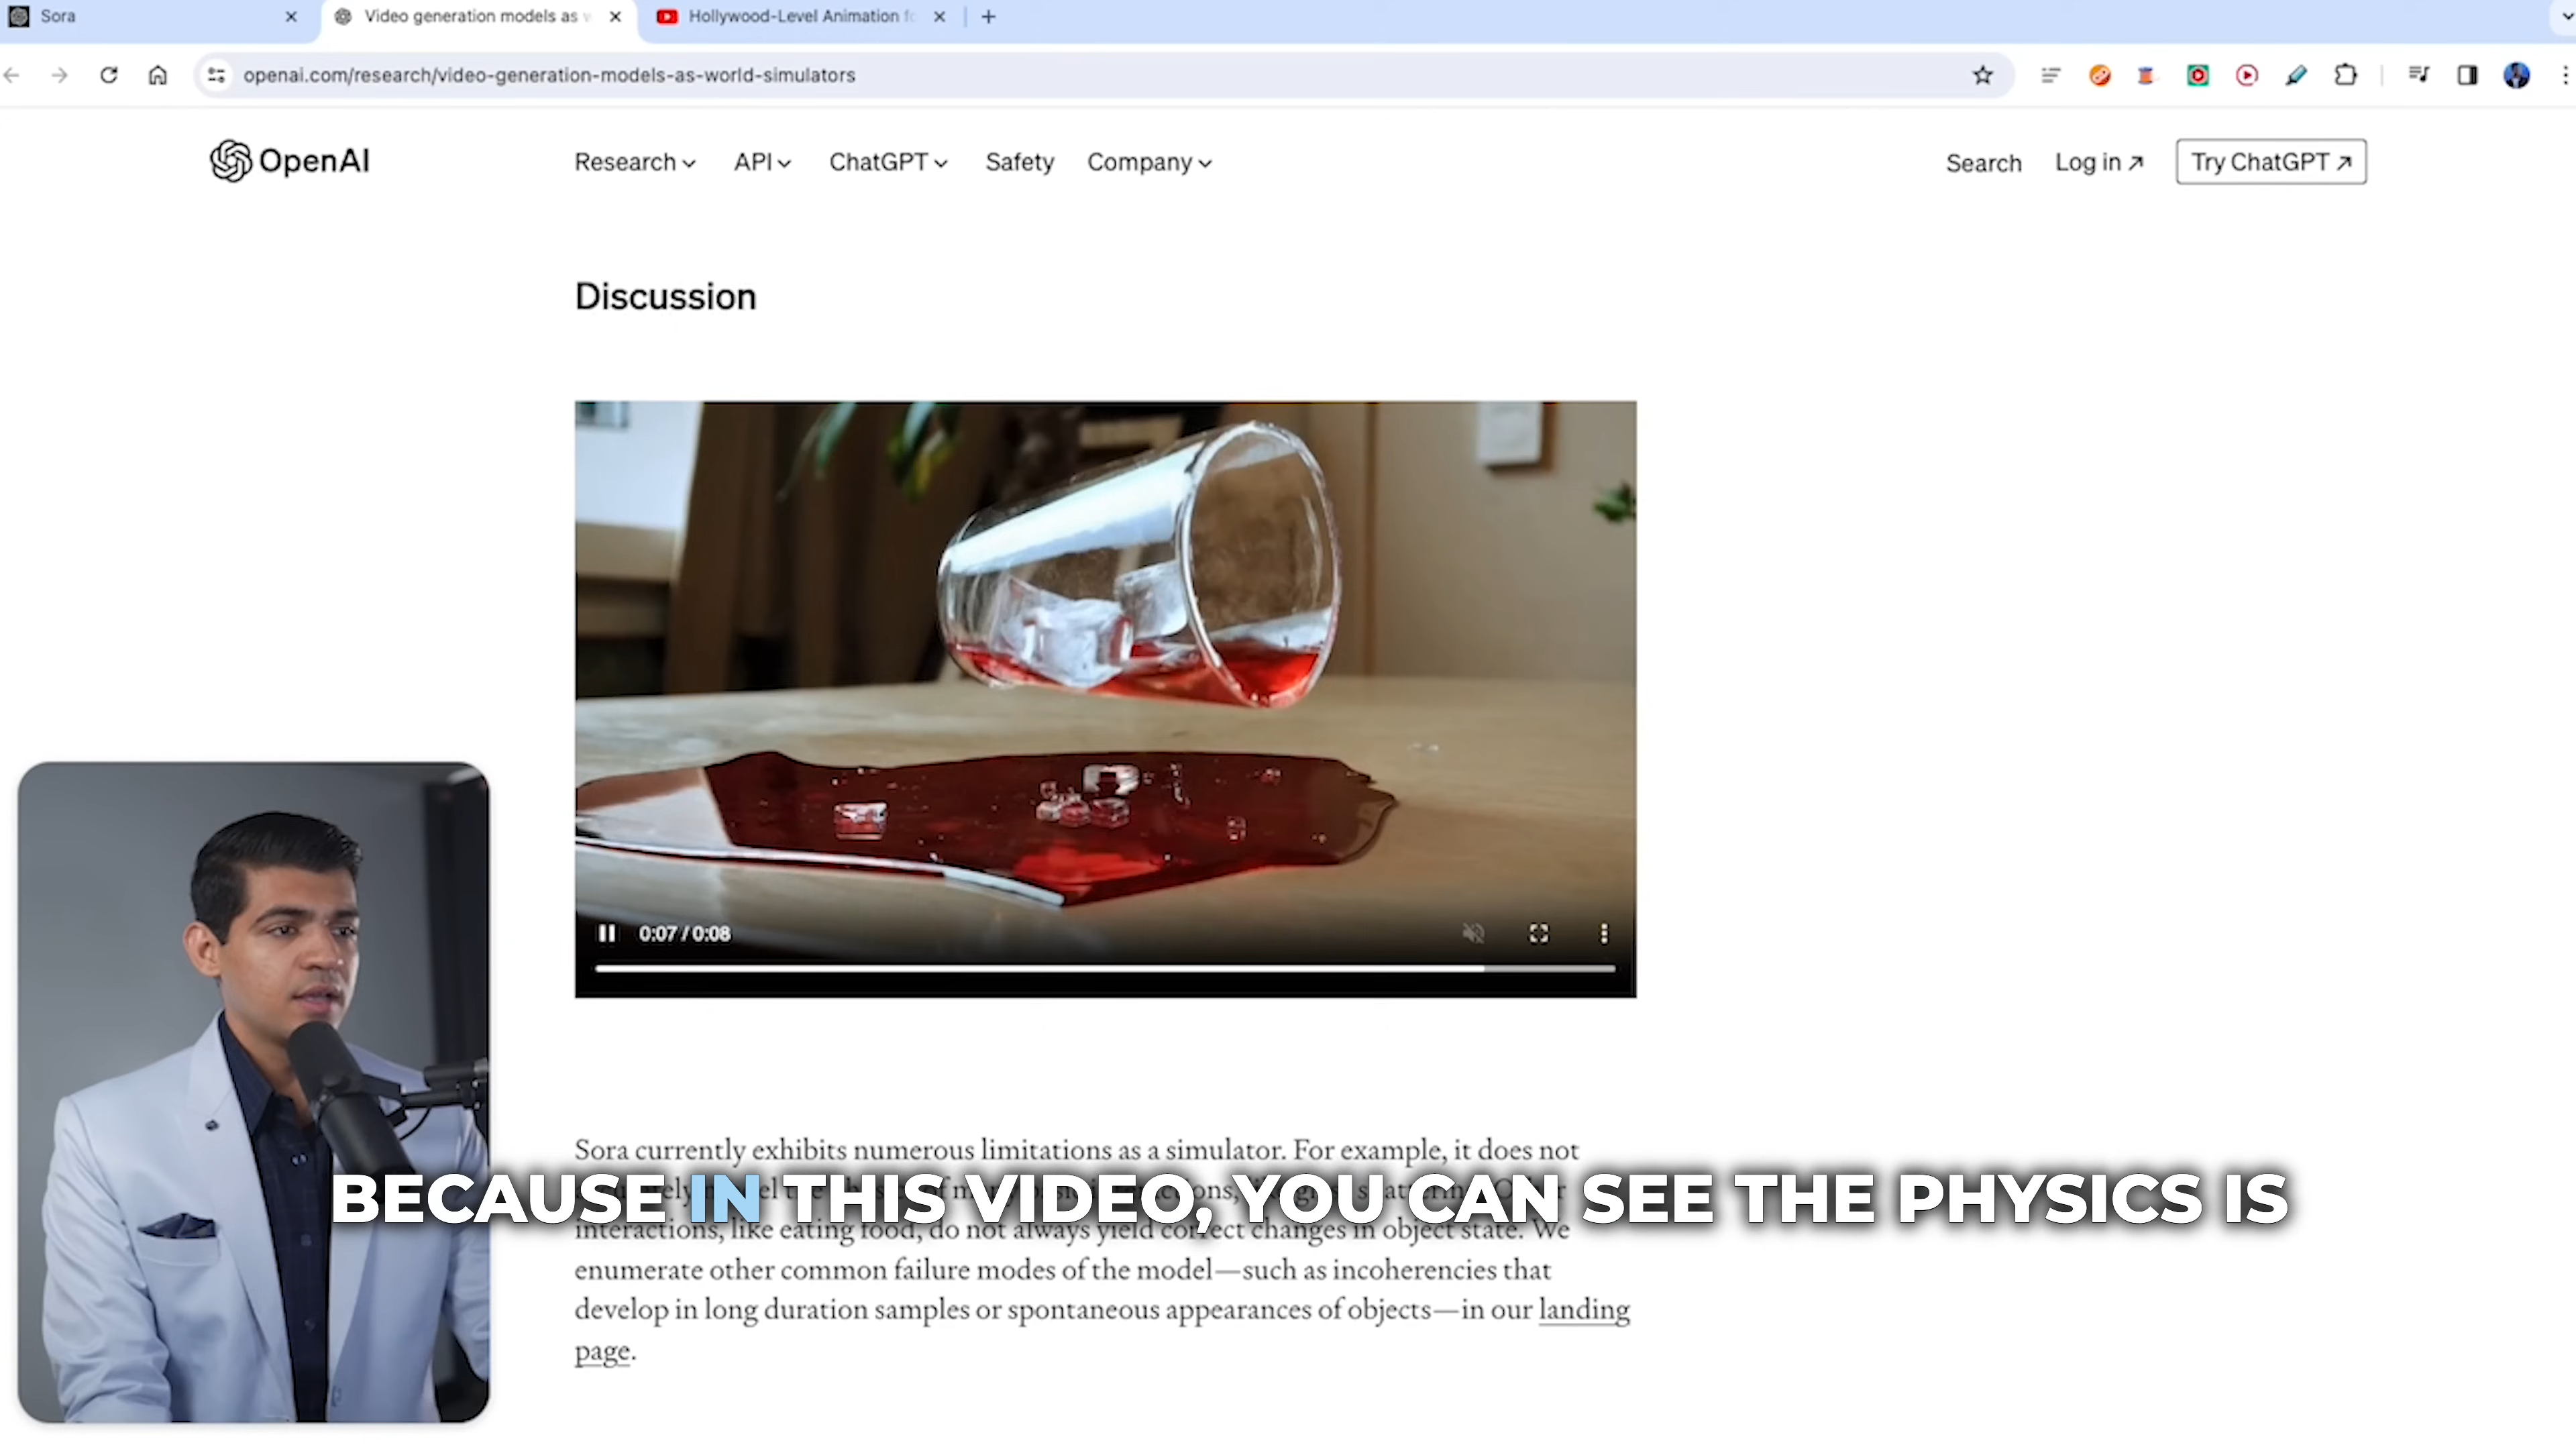 Sora
Video generation models as w
Hollywood-Level Animation fo
openai.com/research/video-generation-models-as-world-simulators
OpenAI
Research
API
ChatGPT
Safety
Company
Search
Log in
Try ChatGPT
Discussion
0:07 / 0:08
Sora currently exhibits numerous limitations as a simulator. For example, it does not
BECAUSE IN THIS VIDEO, YOU CAN SEE THE PHYSICS IS
interactions, like eating food, do not always yield correct changes in object state. We
enumerate other common failure modes of the model—such as incoherencies that
develop in long duration samples or spontaneous appearances of objects—in our landing
page.